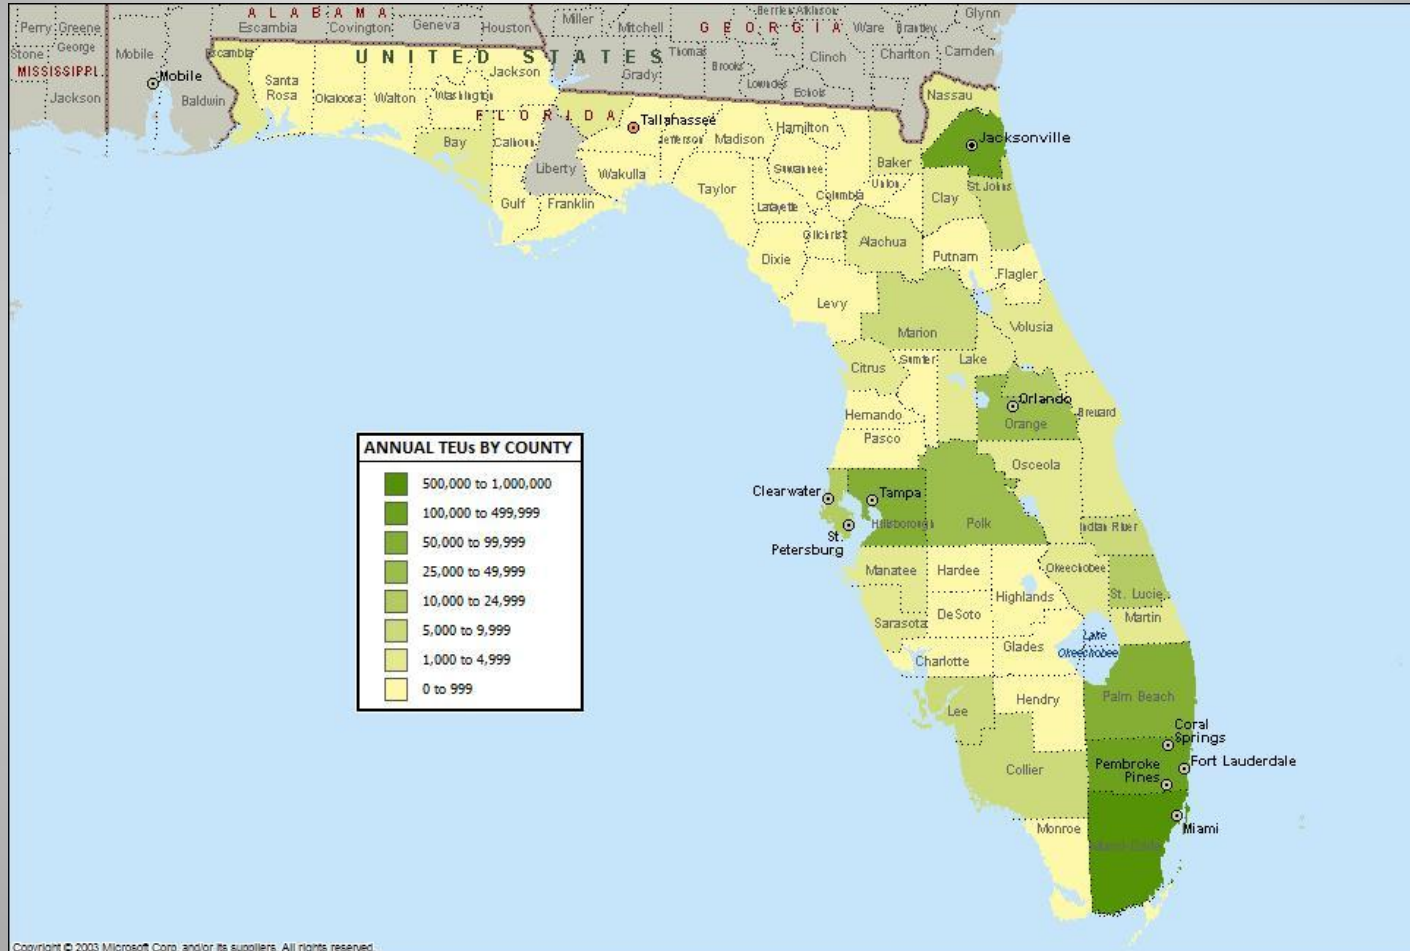 A L A B A M A
Perry Greene
Escambia Covington Geneva Houston
Miller Mitchell
G E O R G I A
Ware Brantley
Glynn
Stone George
Mobile
Escambia
U N I T E D S T A T E S
Thomas
Clinch Charlton Camden
MISSISSIPPI
Mobile
Jackson
Baldwin
Santa
Rosa
Okaloosa Walton Washington
Jackson
Grady
Brooks
Lowndes
Echols
Nassau
F L O R I D A
Tallahassee
Jefferson Madison
Hamilton
Jacksonville
Bay
Calhoun
Liberty
Wakulla
Taylor
Suwannee
Columbia
Baker
Union
Clay
St. Johns
Gulf Franklin
Lafayette
Gilchrist
Alachua
Dixie
Putnam
Flagler
Levy
Marion
Volusia
Citrus
Sumter
Lake
Hernando
Pasco
Orlando
Orange
Brevard
Osceola
Clearwater
Tampa
Hillsborough
Polk
St.
Petersburg
Indian River
Manatee Hardee
Highlands
Okeechobee
St. Lucie
Sarasota
DeSoto
Martin
Lake
Okeechobee
Charlotte
Glades
Lee
Hendry
Palm Beach
Coral
Springs
Collier
Pembroke
Pines
Fort Lauderdale
Monroe
Miami-Dade
Miami
ANNUAL TEUs BY COUNTY
500,000 to 1,000,000
100,000 to 499,999
50,000 to 99,999
25,000 to 49,999
10,000 to 24,999
5,000 to 9,999
1,000 to 4,999
0 to 999
Copyright © 2003 Microsoft Corp. and/or its suppliers. All rights reserved.